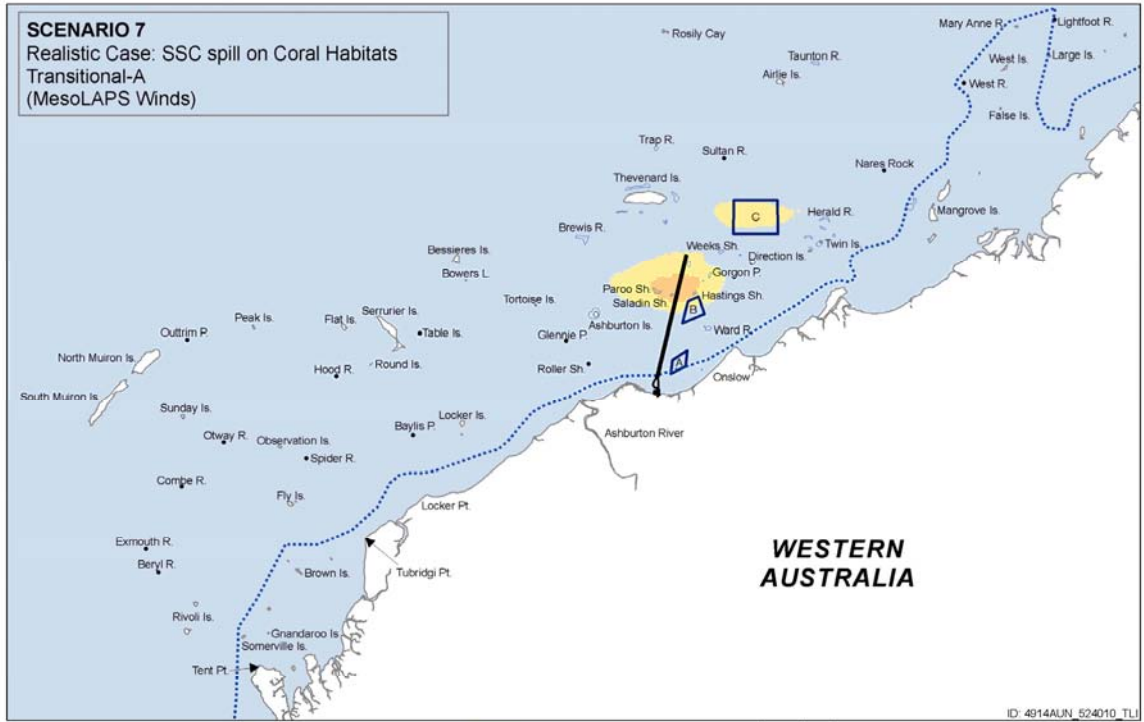 SCENARIO 7
Realistic Case: SSC spill on Coral Habitats
Transitional-A
(MesoLAPS Winds)
Mary Anne R.
Lightfoot R.
Rosily Cay
Taunton R.
West Is.
Large Is.
Airlie Is.
West R.
False Is.
Trap R.
Sultan R.
Nares Rock
Thevenard Is.
C
Herald R.
Mangrove Is.
Brewis R.
Weeks Sh.
Twin Is.
Bessieres Is.
Direction Is.
Bowers L.
Gorgon P.
Paroo Sh.
Hastings Sh.
Tortoise Is.
Saladin Sh.
B
Serrurier Is.
Peak Is.
Flat Is.
Ashburton Is.
Ward R.
Outtrim P.
Table Is.
Glennie P.
North Muiron Is.
Round Is.
A
Hood R.
Roller Sh.
Onslow
South Muiron Is.
Sunday Is.
Locker Is.
Baylis P.
Ashburton River
Otway R.
Observation Is.
Spider R.
Combe R.
Fly Is.
Locker Pt.
Exmouth R.
WESTERN
AUSTRALIA
Beryl R.
Brown Is.
Tubridgi Pt.
Rivoli Is.
Gnandaroo Is
Somerville Is.
Tent Pt.
ID: 4914AUN_524010_TLI